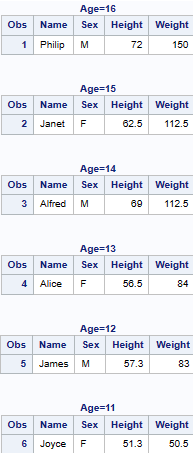 Age=16
Obs Name Sex Height Weight
1 Philip M 72 150
Age=15
Obs Name Sex Height Weight
2 Janet F 62.5 112.5
Age=14
Obs Name Sex Height Weight
3 Alfred M 69 112.5
Age=13
Obs Name Sex Height Weight
4 Alice F 56.5 84
Age=12
Obs Name Sex Height Weight
5 James M 57.3 83
Age=11
Obs Name Sex Height Weight
6 Joyce F 51.3 50.5